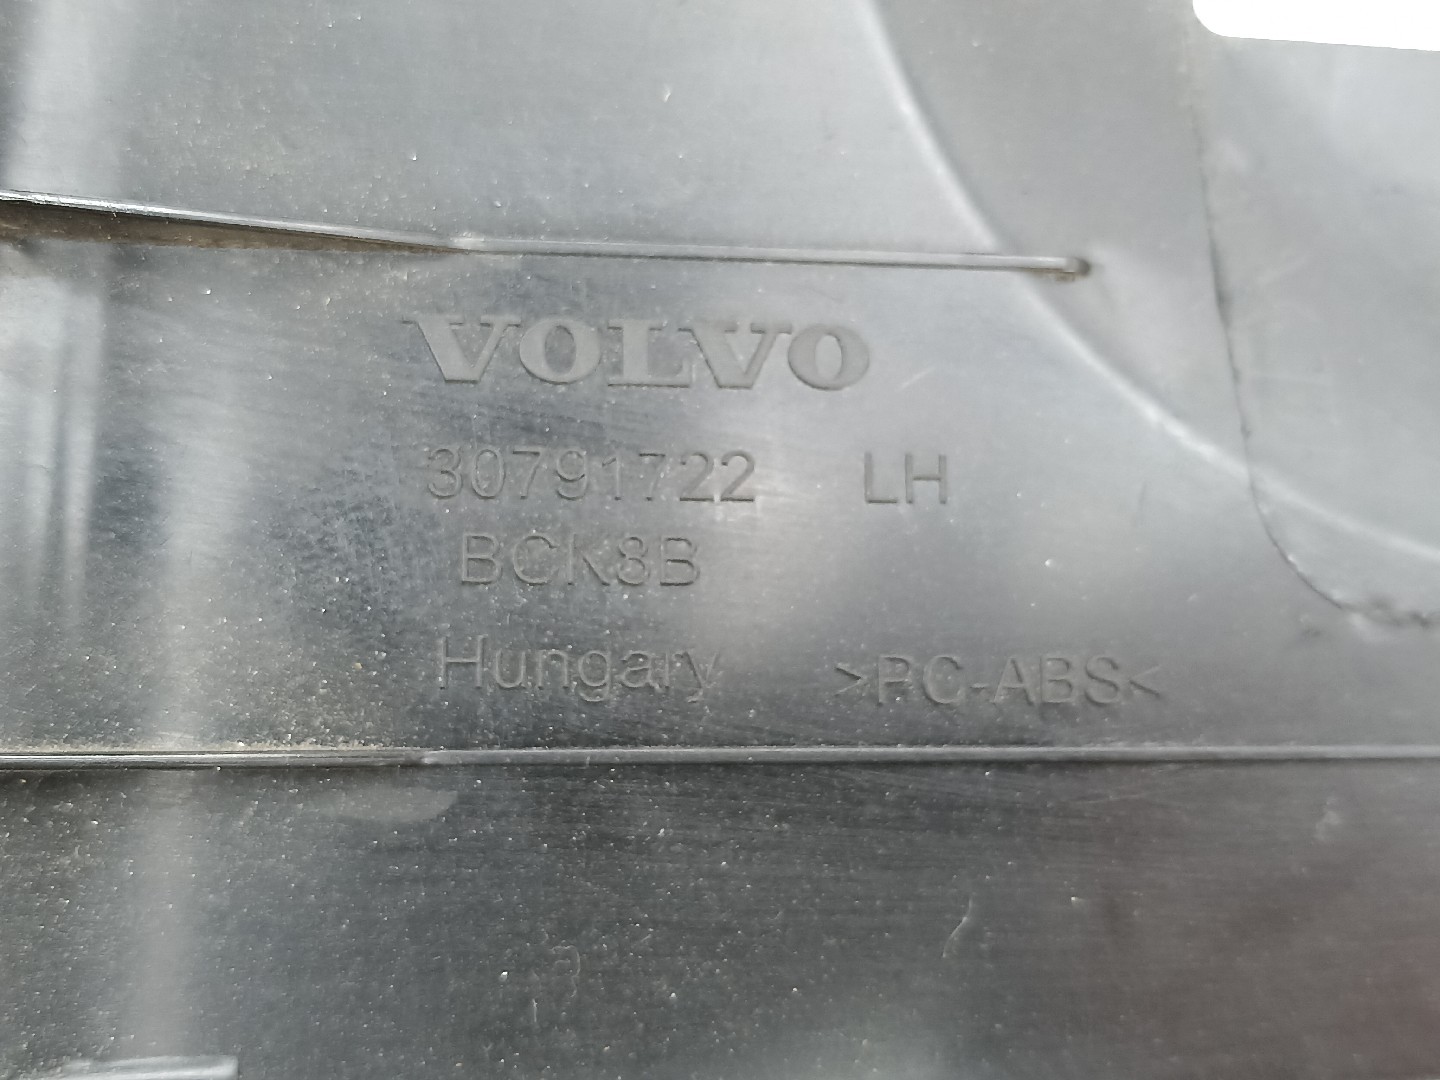 VOLVO
30791722 LH
BCK8B
Hungary >PC-ABS<